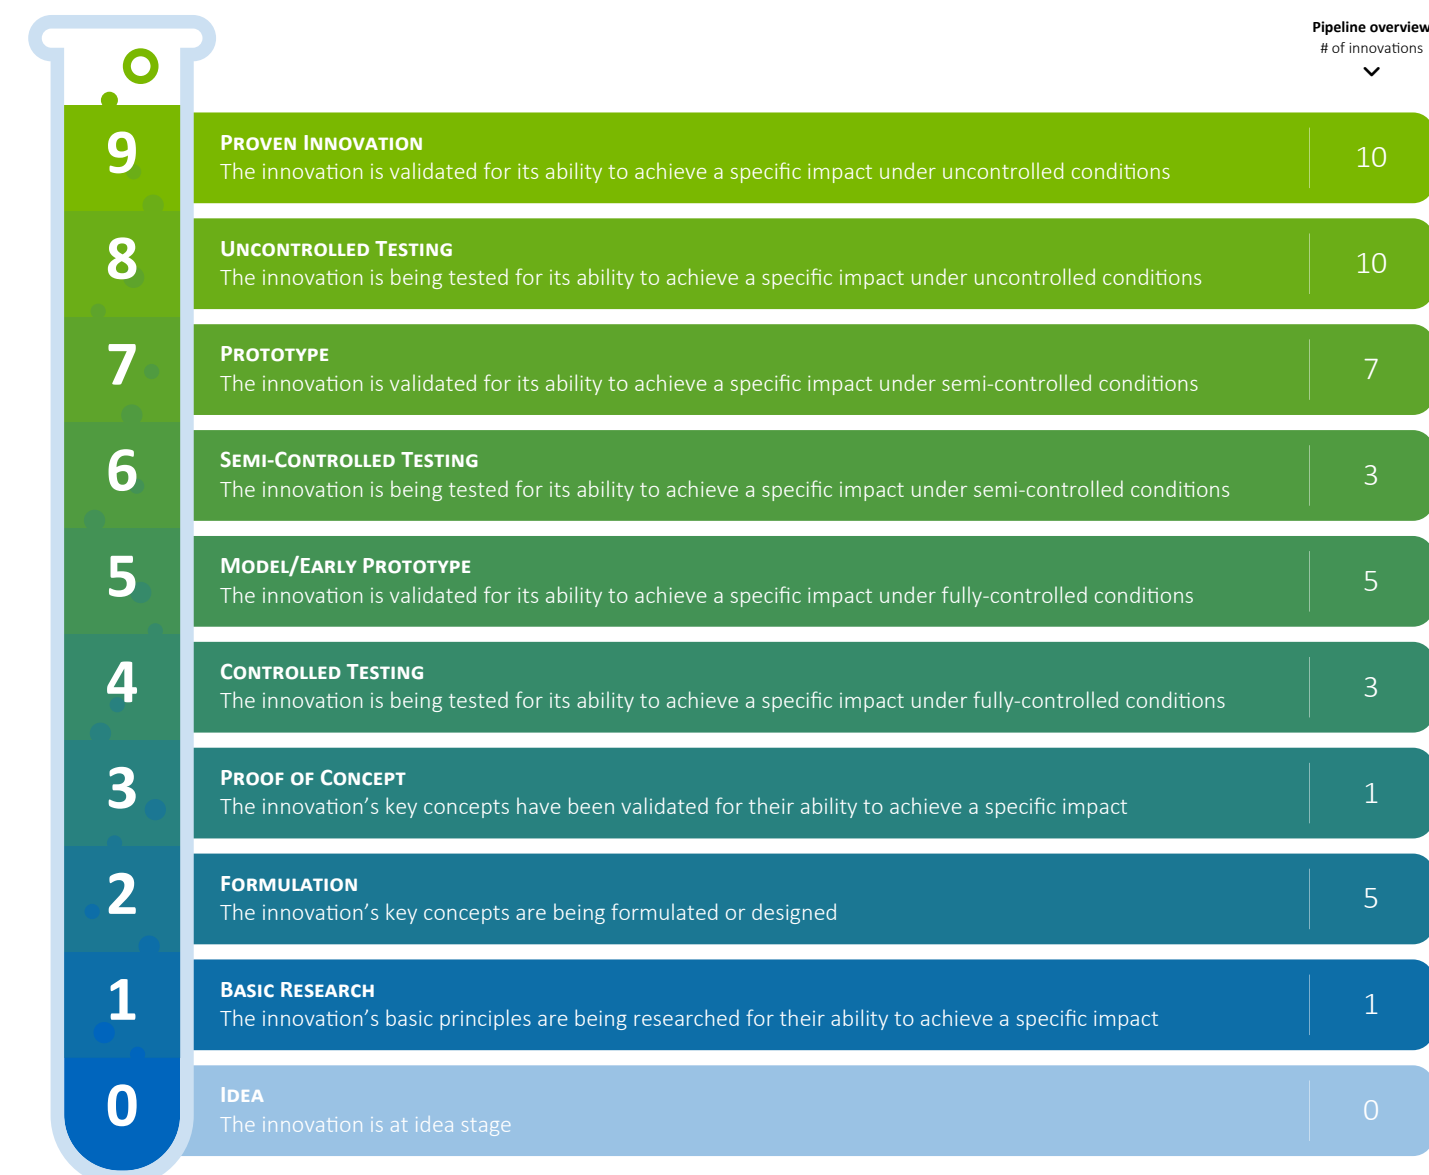 Pipeline overview
# of innovations
9
PROVEN INNOVATION
The innovation is validated for its ability to achieve a specific impact under uncontrolled conditions
10
8
UNCONTROLLED TESTING
The innovation is being tested for its ability to achieve a specific impact under uncontrolled conditions
10
7
PROTOTYPE
The innovation is validated for its ability to achieve a specific impact under semi-controlled conditions
7
6
SEMI-CONTROLLED TESTING
The innovation is being tested for its ability to achieve a specific impact under semi-controlled conditions
3
5
MODEL/EARLY PROTOTYPE
The innovation is validated for its ability to achieve a specific impact under fully-controlled conditions
5
4
CONTROLLED TESTING
The innovation is being tested for its ability to achieve a specific impact under fully-controlled conditions
3
3
PROOF OF CONCEPT
The innovation’s key concepts have been validated for their ability to achieve a specific impact
1
2
FORMULATION
The innovation’s key concepts are being formulated or designed
5
1
BASIC RESEARCH
The innovation’s basic principles are being researched for their ability to achieve a specific impact
1
0
IDEA
The innovation is at idea stage
0